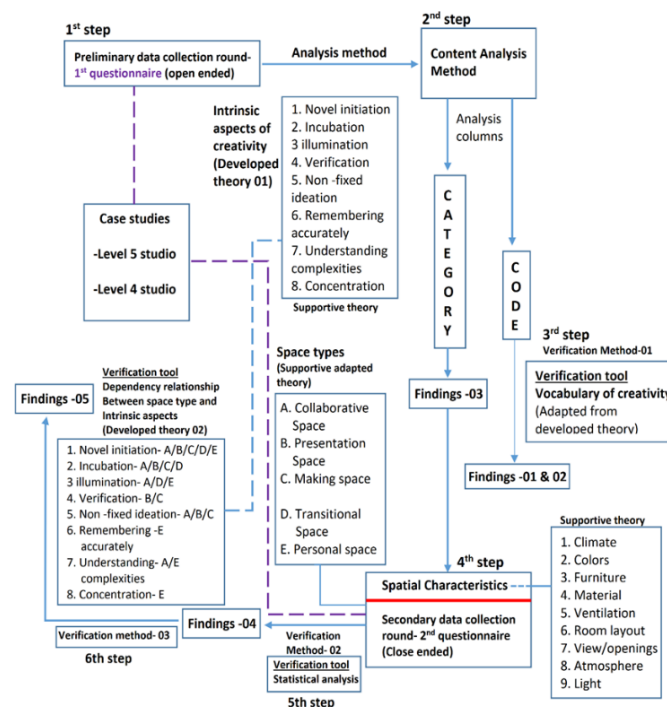 1st step
Preliminary data collection round-
1st questionnaire (open ended)
Analysis method
2nd step
Content Analysis
Method
Analysis
columns
Intrinsic
aspects of
creativity
(Developed
theory 01)
1. Novel initiation
2. Incubation
3 illumination
4. Verification
5. Non -fixed
ideation
6. Remembering
accurately
7. Understanding
complexities
8. Concentration
Supportive theory
Case studies
-Level 5 studio
-Level 4 studio
CATEGORY
CODE
3rd step
Verification Method-01
Verification tool
Vocabulary of creativity
(Adapted from
developed theory)
Findings -03
Findings -01 & 02
Space types
(Supportive adapted
theory)
A. Collaborative
Space
B. Presentation
Space
C. Making space
D. Transitional
Space
E. Personal space
Verification tool
Dependency relationship
Between space type and
Intrinsic aspects
(Developed theory 02)
Findings -05
1. Novel initiation- A/B/C/D/E
2. Incubation- A/B/C/D
3 illumination- A/D/E
4. Verification- B/C
5. Non -fixed ideation- A/B/C
6. Remembering -E
accurately
7. Understanding- A/E
complexities
8. Concentration- E
4th step
Spatial Characteristics
Secondary data collection
round- 2nd questionnaire
(Close ended)
Supportive theory
1. Climate
2. Colors
3. Furniture
4. Material
5. Ventilation
6. Room layout
7. View/openings
8. Atmosphere
9. Light
Findings -04
Verification method- 03
6th step
Verification
Method- 02
Verification tool
Statistical analysis
5th step